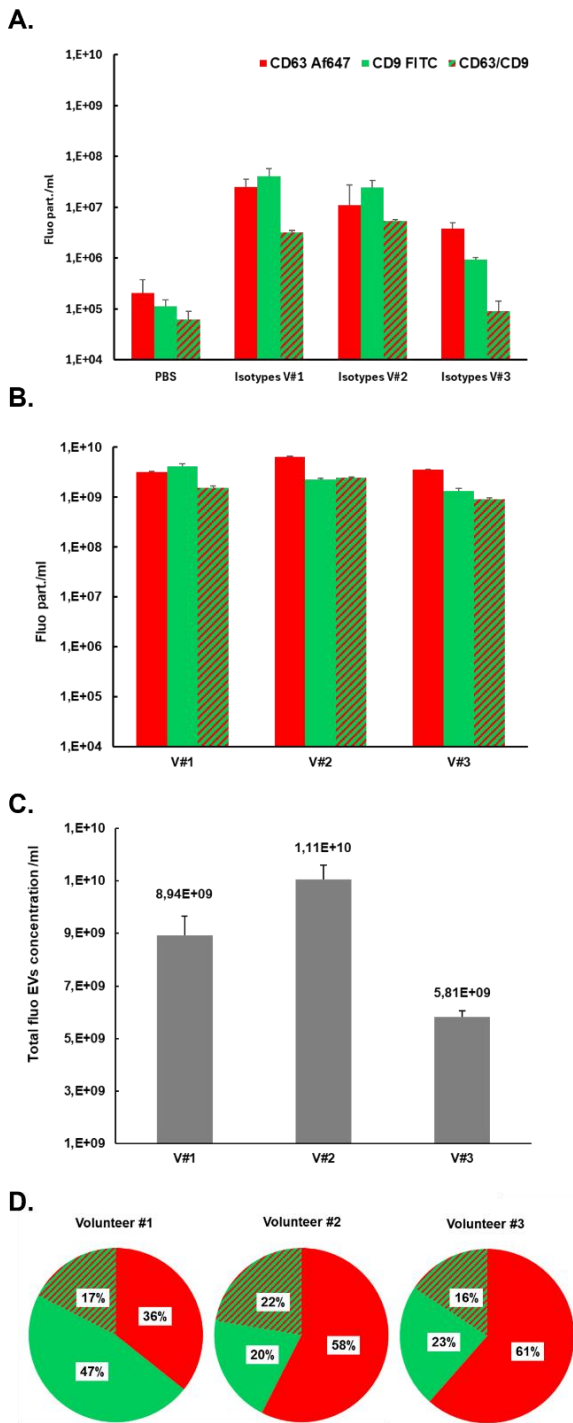 A.
1,E+10
CD63 Af647 CD9 FITC CD63/CD9
1,E+09
1,E+08
1,E+07
1,E+06
1,E+05
1,E+04
Fluo part./ml
PBS Isotypes V#1 Isotypes V#2 Isotypes V#3
B.
1,E+10
1,E+09
1,E+08
1,E+07
1,E+06
1,E+05
1,E+04
Fluo part./ml
V#1 V#2 V#3
C.
1,E+10
1,E+10
9,E+09
7,E+09
5,E+09
3,E+09
1,E+09
Total fluo EVs concentration /ml
8,94E+09
1,11E+10
5,81E+09
V#1 V#2 V#3
D.
Volunteer #1 Volunteer #2 Volunteer #3
17% 36% 47%
22% 58% 20%
16% 61% 23%